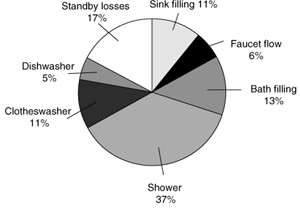 Standby losses
17%
Sink filling 11%
Faucet flow
6%
Bath filling
13%
Shower
37%
Clotheswasher
11%
Dishwasher
5%